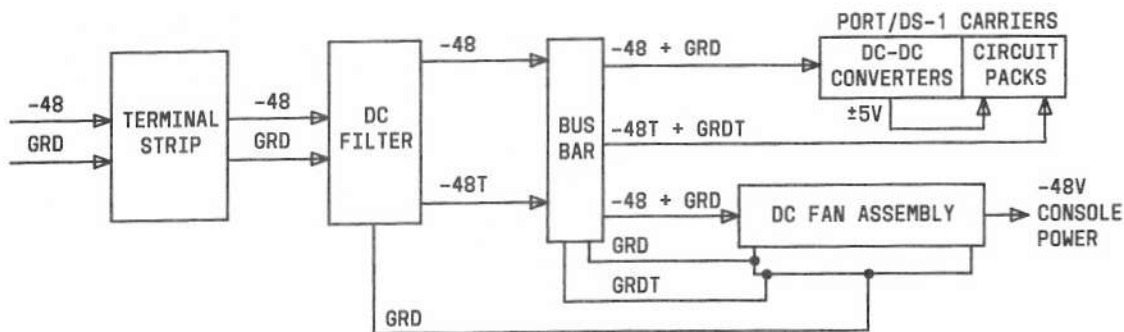 PORT/DS-1 CARRIERS
-48
-48 + GRD
DC-DC
CONVERTERS
CIRCUIT
PACKS
-48
GRD
TERMINAL
STRIP
-48
GRD
DC
FILTER
±5V
BUS
BAR
-48T + GRDT
-48T
-48 + GRD
DC FAN ASSEMBLY
-48V
CONSOLE
POWER
GRD
GRDT
GRD